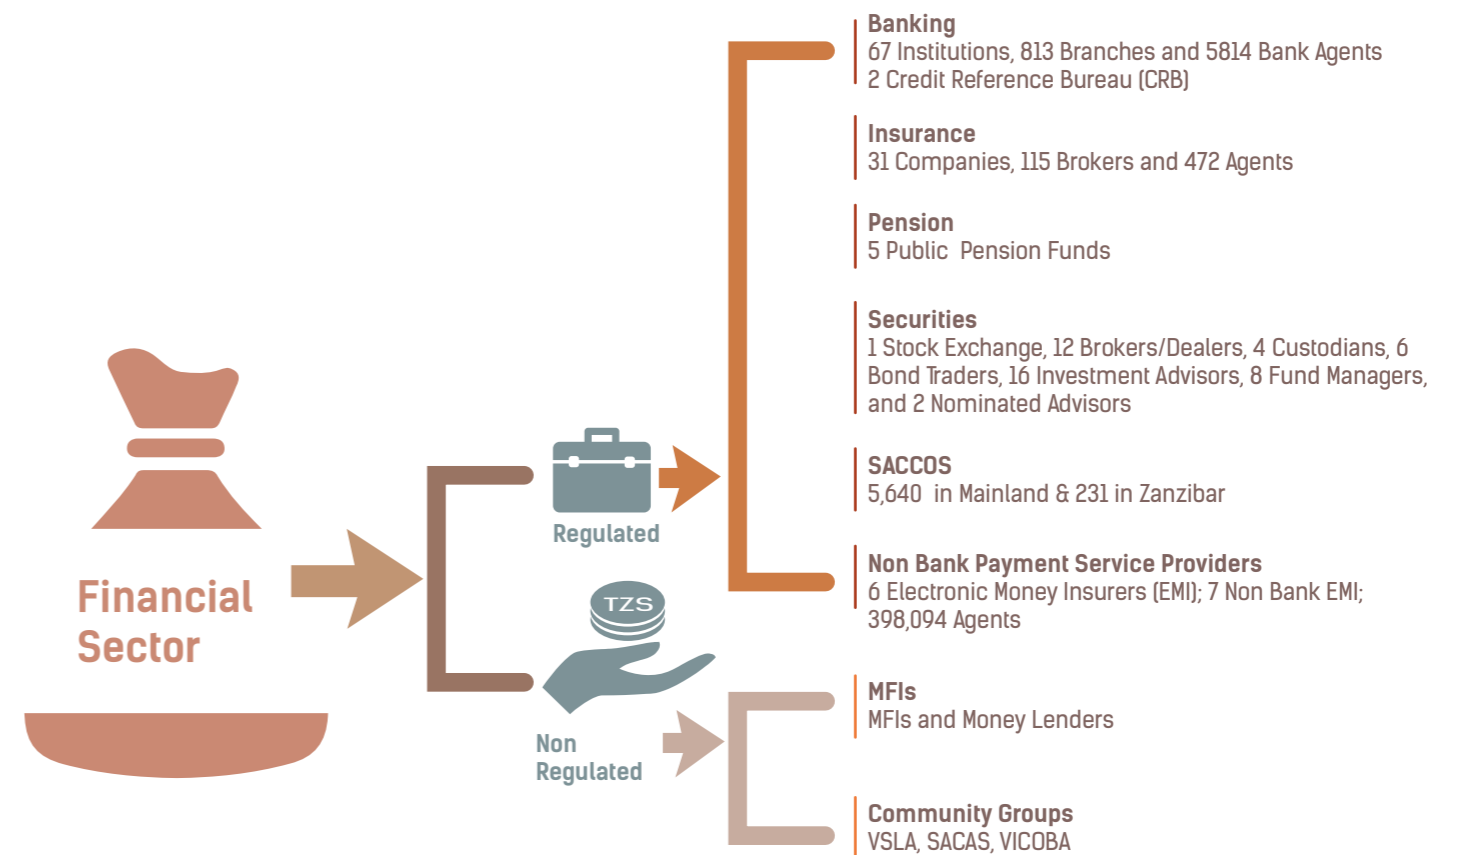 Financial
Sector
Regulated
TZS
Non
Regulated
Banking
67 Institutions, 813 Branches and 5814 Bank Agents
2 Credit Reference Bureau (CRB)
Insurance
31 Companies, 115 Brokers and 472 Agents
Pension
5 Public Pension Funds
Securities
1 Stock Exchange, 12 Brokers/Dealers, 4 Custodians, 6
Bond Traders, 16 Investment Advisors, 8 Fund Managers,
and 2 Nominated Advisors
SACCOS
5,640 in Mainland & 231 in Zanzibar
Non Bank Payment Service Providers
6 Electronic Money Insurers (EMI); 7 Non Bank EMI;
398,094 Agents
MFIs
MFIs and Money Lenders
Community Groups
VSLA, SACAS, VICOBA